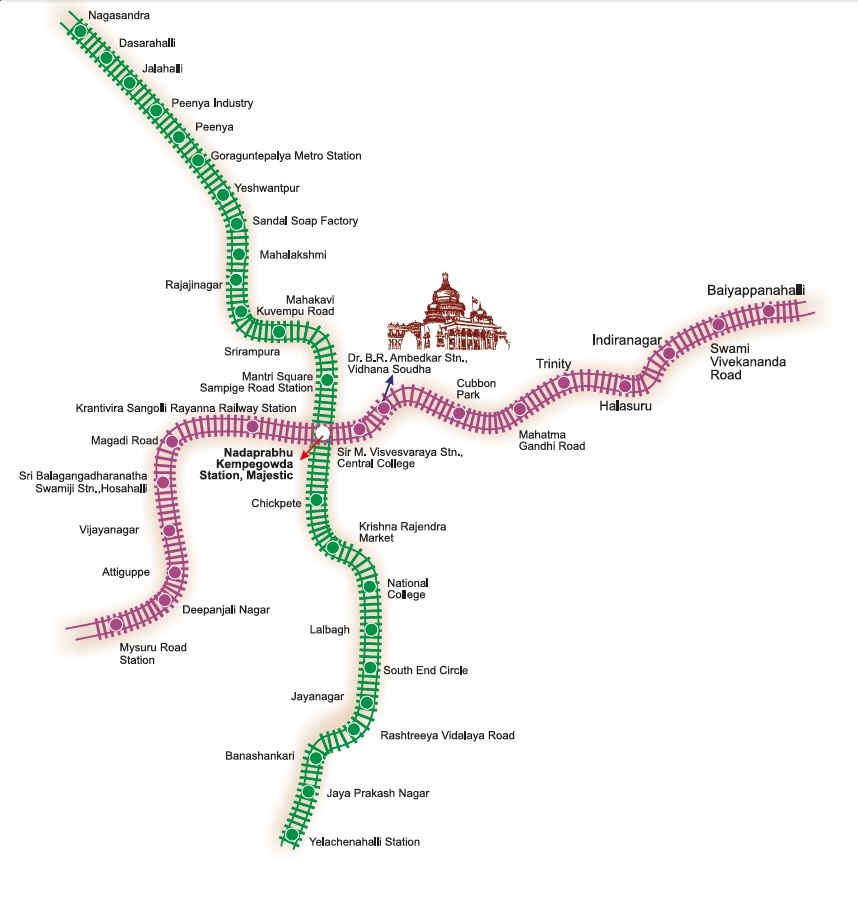 Nagasandra
Dasarahalli
Jalahalli
Peenya Industry
Peenya
Goraguntepalya Metro Station
Yeshwantpur
Sandal Soap Factory
Mahalakshmi
Rajajinagar
Mahakavi
Kuvempu Road
Srirampura
Mantri Square
Sampige Road Station
Dr. B.R. Ambedkar Stn.,
Vidhana Soudha
Baiyappanahalli
Swami
Vivekananda
Road
Indiranagar
Halasuru
Trinity
Mahatma
Gandhi Road
Cubbon
Park
Krantivira Sangolli Rayanna Railway Station
Magadi Road
Nadaprabhu
Kempegowda
Station, Majestic
Sir M. Visvesvaraya Stn.,
Central College
Sri Balagangadharanatha
Swamiji Stn.,Hosahalli
Vijayanagar
Attiguppe
Deepanjali Nagar
Mysuru Road
Station
Chickpete
Krishna Rajendra
Market
National
College
Lalbagh
South End Circle
Jayanagar
Rashtreeya Vidalaya Road
Banashankari
Jaya Prakash Nagar
Yelachenahalli Station